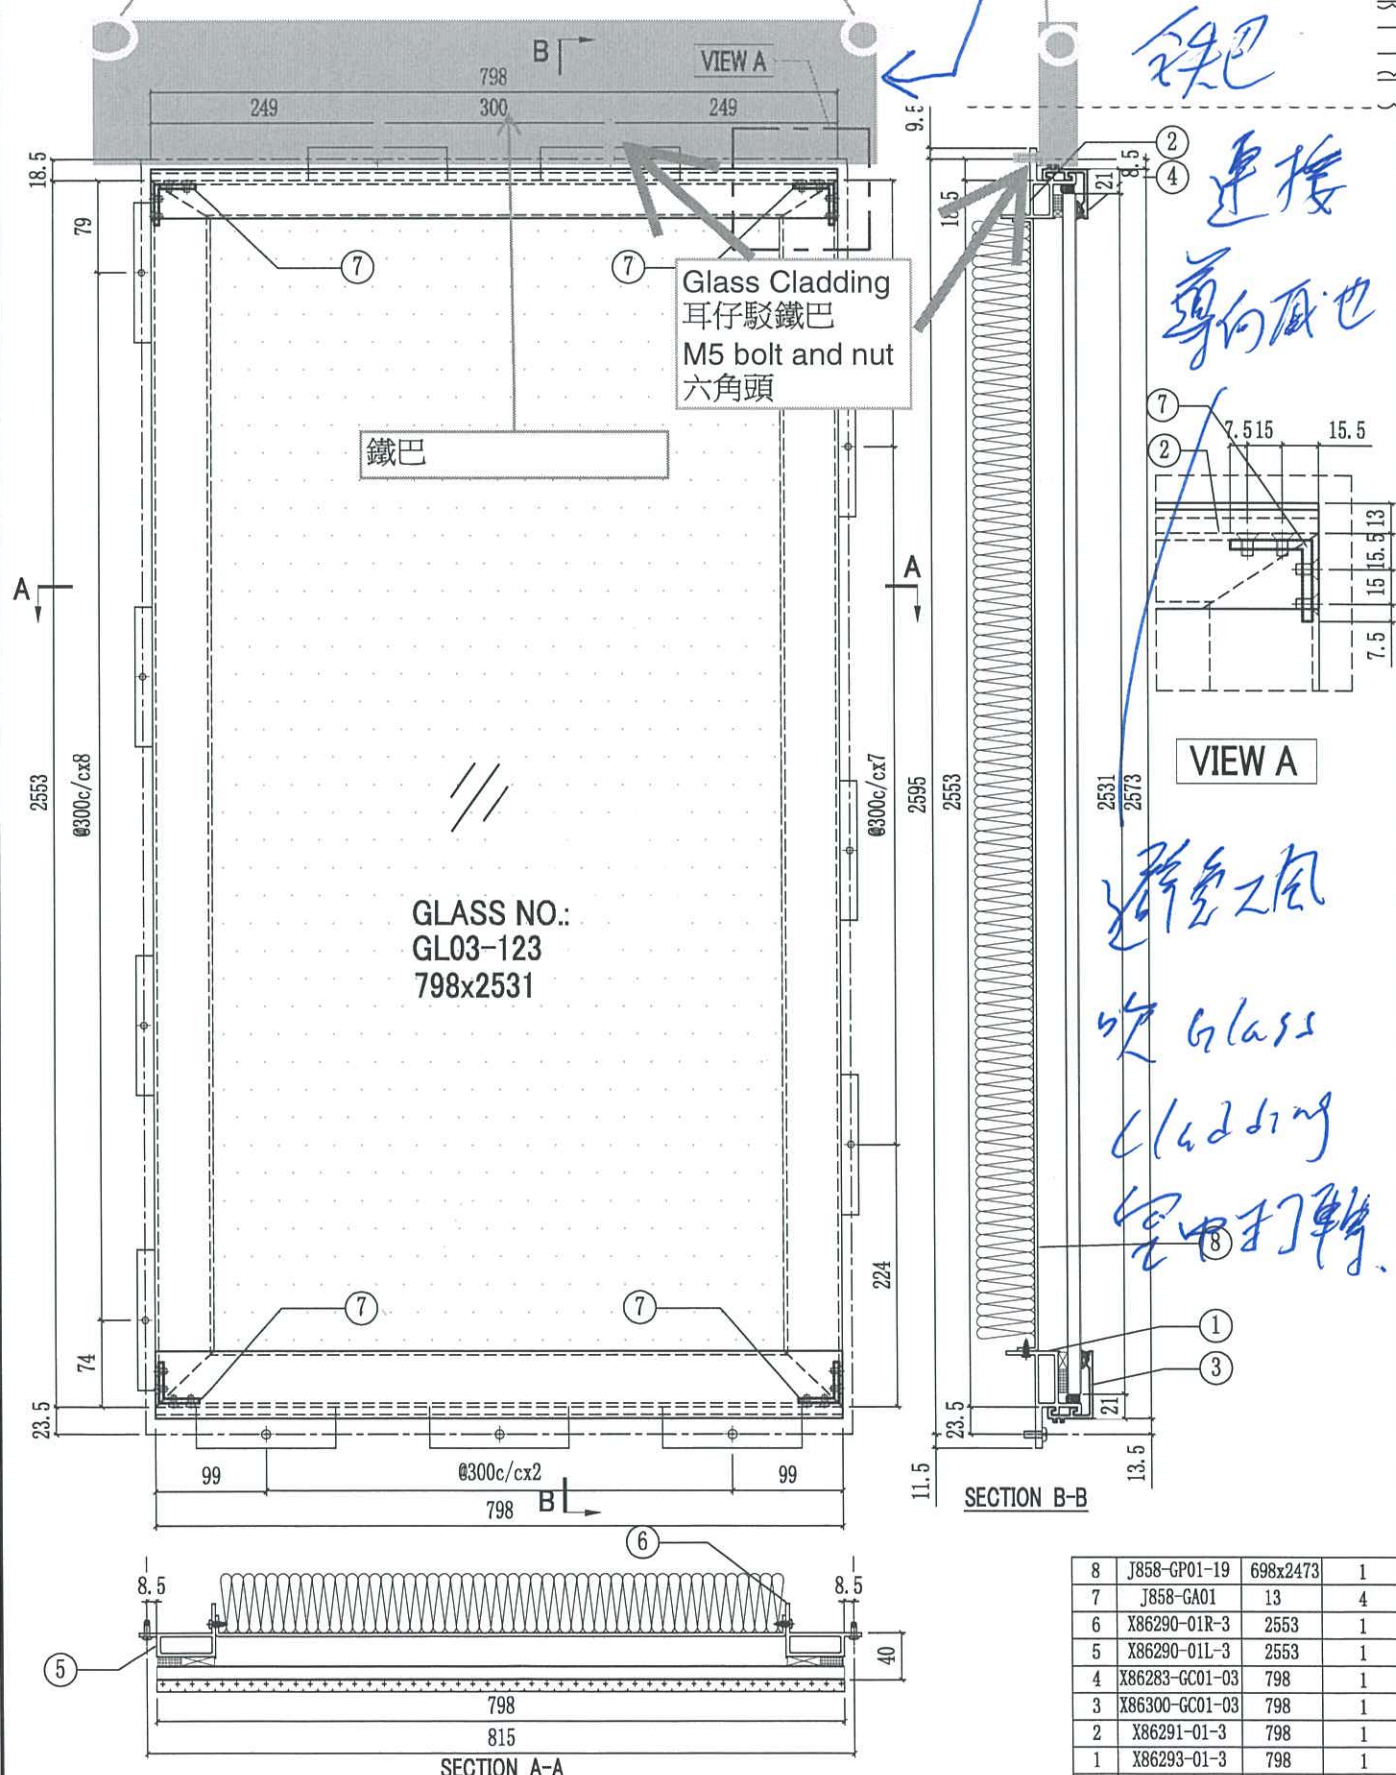 B
VIEW A
798
249
300
249
18.5
79
7
7
Glass Cladding
耳仔駁鐵巴
M5 bolt and nut
六角頭
鐵巴
A
A
2553
@300c/cx8
@300c/cx7
GLASS NO.:
GL03-123
798x2531
224
7
7
74
23.5
99
@300c/cx2
99
B
798
鉄巴
連接
導向威也
9.5
2
8.5
4
21
2595
2553
2531
2573
7
2
7.5
15
15.5
13
15.5
15
7.5
VIEW A
避免大風
吹 Glass
Cladding
空中打轉.
8
1
3
21
23.5
11.5
13.5
SECTION B-B
6
8.5
8.5
5
40
798
815
SECTION A-A
8 J858-GP01-19 698x2473 1
7 J858-GA01 13 4
6 X86290-01R-3 2553 1
5 X86290-01L-3 2553 1
4 X86283-GC01-03 798 1
3 X86300-GC01-03 798 1
2 X86291-01-3 798 1
1 X86293-01-3 798 1